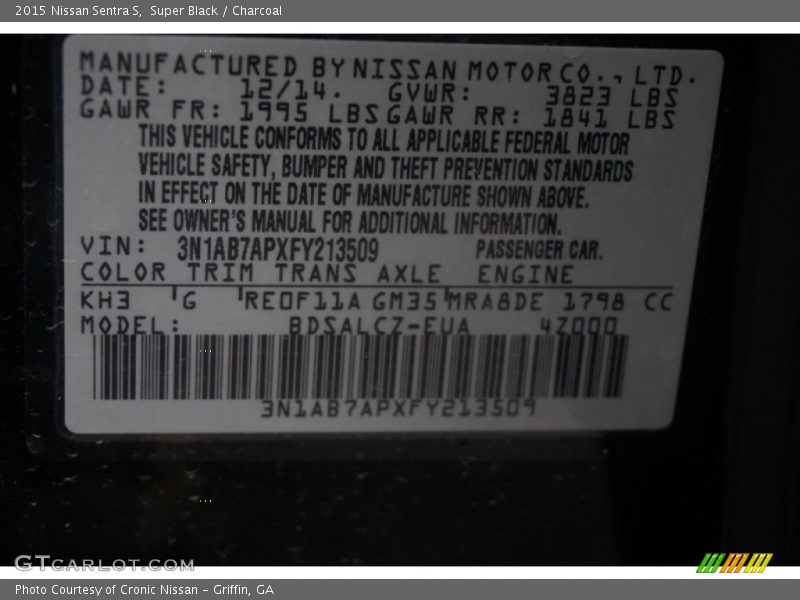 2015 Nissan Sentra S,  Super Black / Charcoal
MANUFACTURED BY NISSAN MOTOR CO., LTD.
DATE: 12/14. GVWR: 3823 LBS
GAWR FR: 1995 LBS GAWR RR: 1841 LBS
THIS VEHICLE CONFORMS TO ALL APPLICABLE FEDERAL MOTOR
VEHICLE SAFETY, BUMPER AND THEFT PREVENTION STANDARDS
IN EFFECT ON THE DATE OF MANUFACTURE SHOWN ABOVE.
SEE OWNER'S MANUAL FOR ADDITIONAL INFORMATION.
VIN: 3N1AB7APXFY213509 PASSENGER CAR.
COLOR TRIM TRANS AXLE ENGINE
KH3 G RE0F11A GM35 MRA8DE 1798 CC
MODEL: BDSALCZ-EUA 4Z000
3N1AB7APXFY213509
GTCARLOT.COM
Photo Courtesy of Cronic Nissan - Griffin, GA